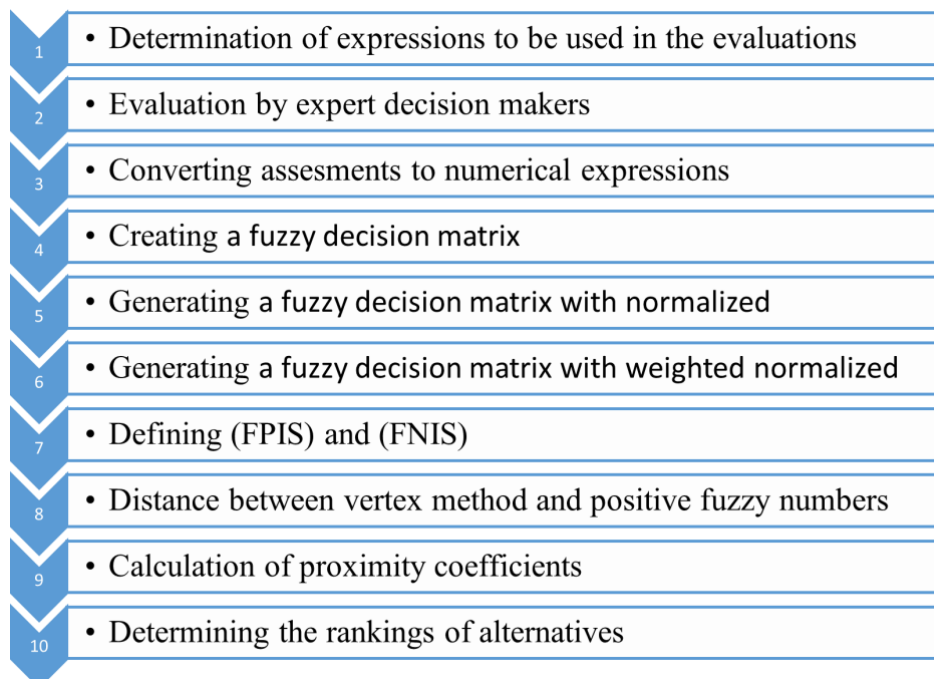 1 • Determination of expressions to be used in the evaluations
2 • Evaluation by expert decision makers
3 • Converting assesments to numerical expressions
4 • Creating a fuzzy decision matrix
5 • Generating a fuzzy decision matrix with normalized
6 • Generating a fuzzy decision matrix with weighted normalized
7 • Defining (FPIS) and (FNIS)
8 • Distance between vertex method and positive fuzzy numbers
9 • Calculation of proximity coefficients
10 • Determining the rankings of alternatives